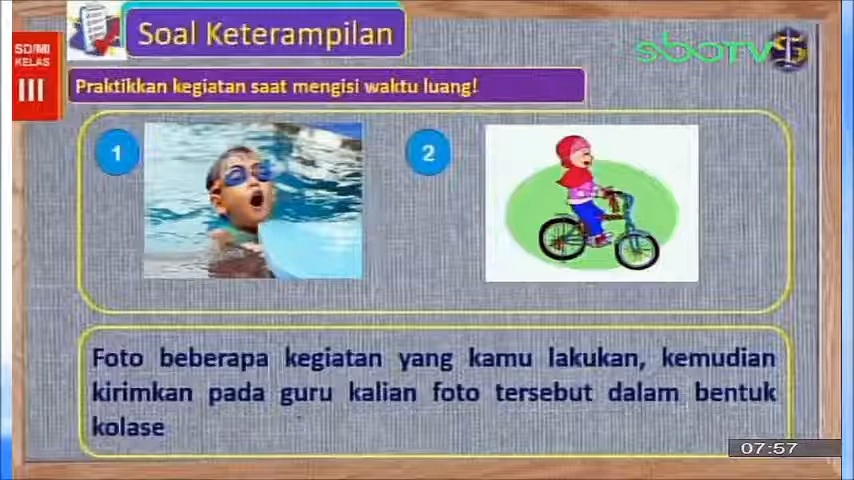 Soal Keterampilan
sboTV
SD/MI
KELAS
III
Praktikkan kegiatan saat mengisi waktu luang!
1
2
Foto beberapa kegiatan yang kamu lakukan, kemudian
kirimkan pada guru kalian foto tersebut dalam bentuk
kolase
07:57